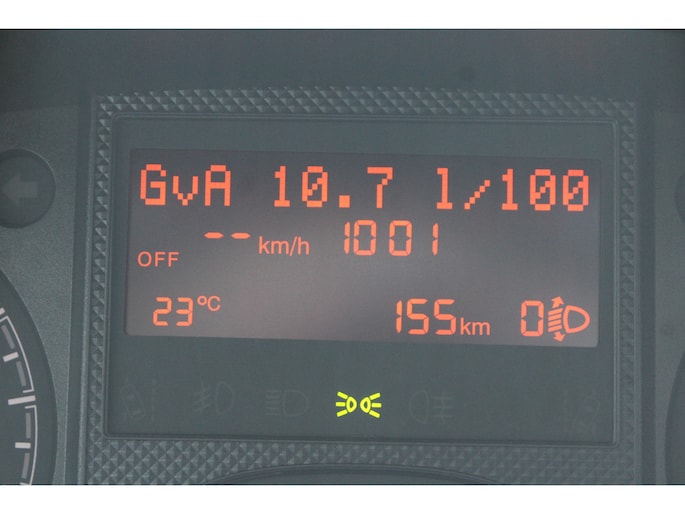 GvA 10.7 l/100
-- km/h 1001
OFF
23°C 155km 0